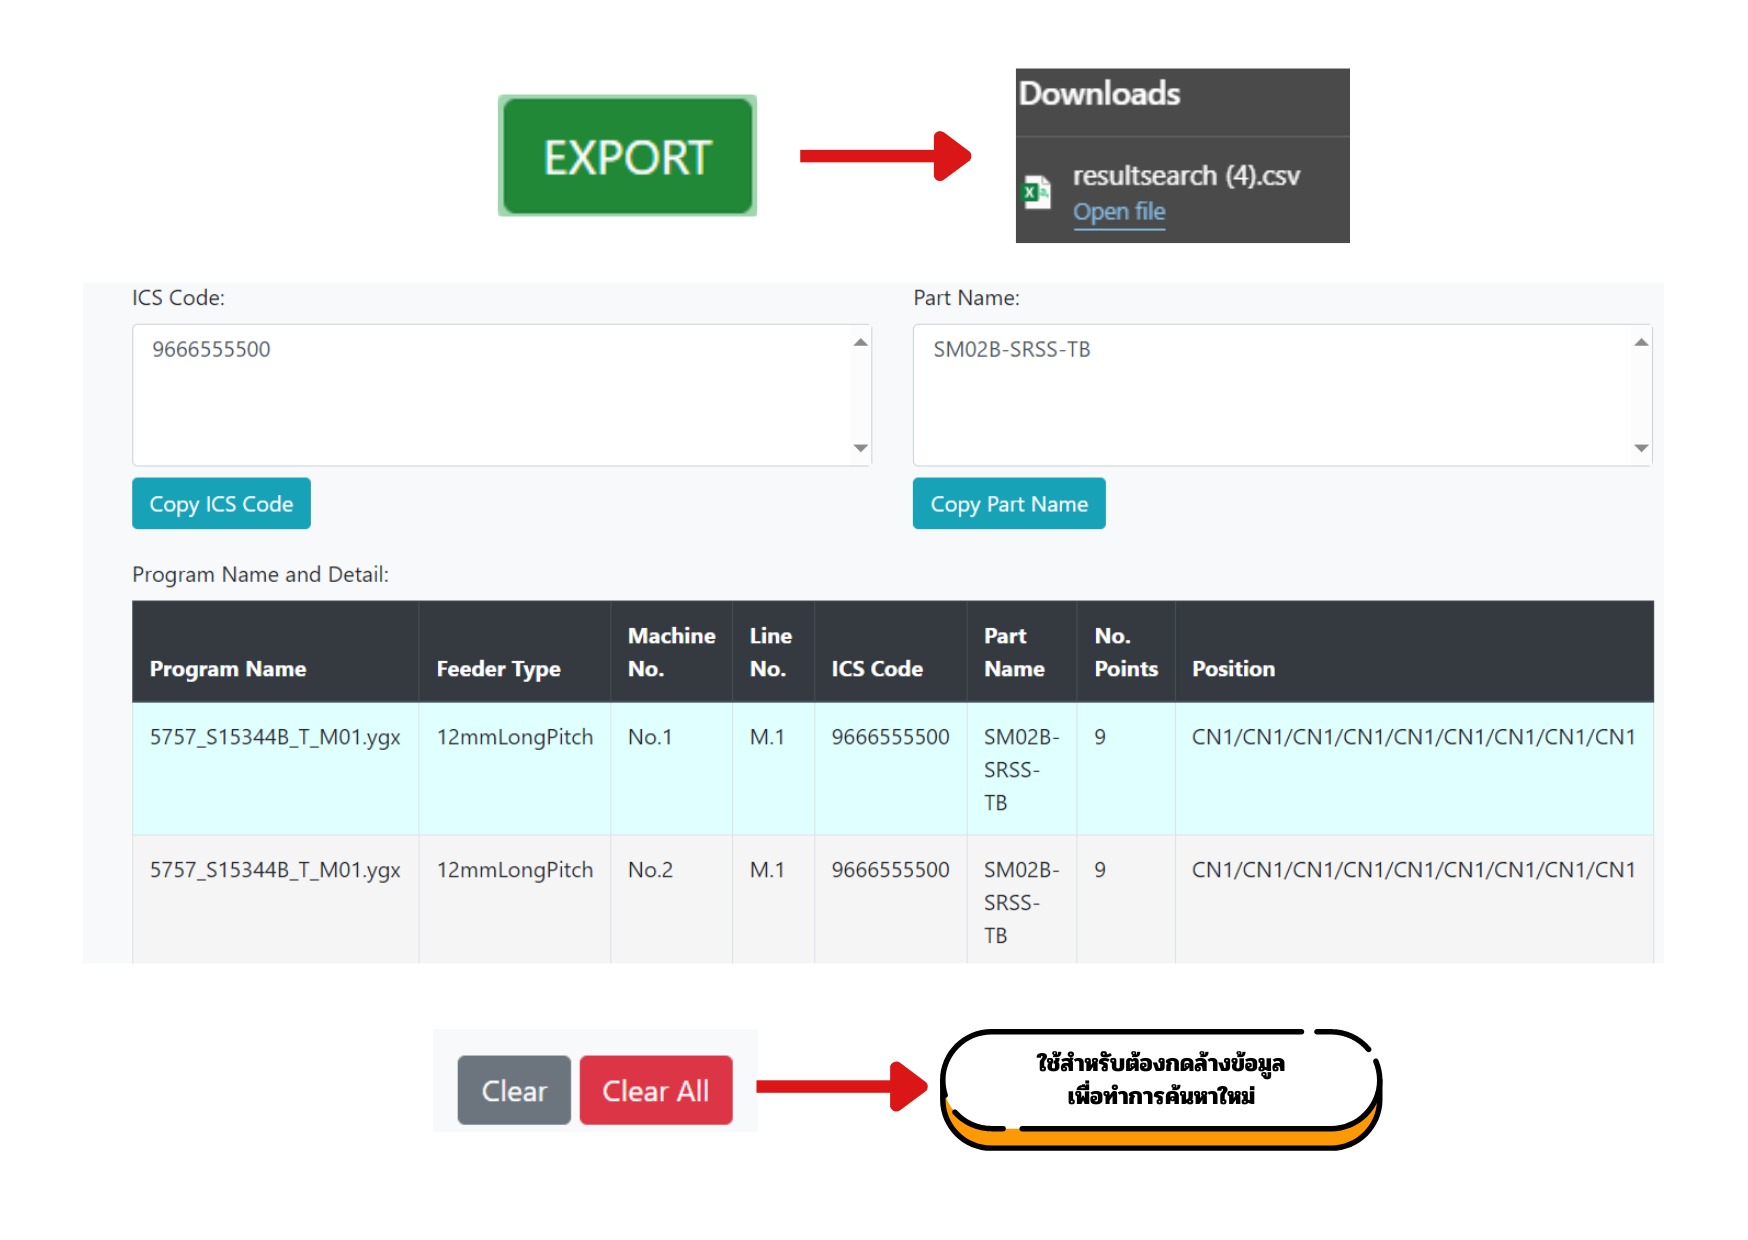 EXPORT
Downloads
resultsearch (4).csv
Open file
ICS Code:
9666555500
Copy ICS Code
Part Name:
SM02B-SRSS-TB
Copy Part Name
Program Name and Detail:
Program Name Feeder Type Machine No. Line No. ICS Code Part Name No. Points Position
5757_S15344B_T_M01.ygx 12mmLongPitch No.1 M.1 9666555500 SM02B-SRSS-TB 9 CN1/CN1/CN1/CN1/CN1/CN1/CN1/CN1/CN1
5757_S15344B_T_M01.ygx 12mmLongPitch No.2 M.1 9666555500 SM02B-SRSS-TB 9 CN1/CN1/CN1/CN1/CN1/CN1/CN1/CN1/CN1
Clear Clear All
ใช้สำหรับต้องกดล้างข้อมูล
เพื่อทำการค้นหาใหม่